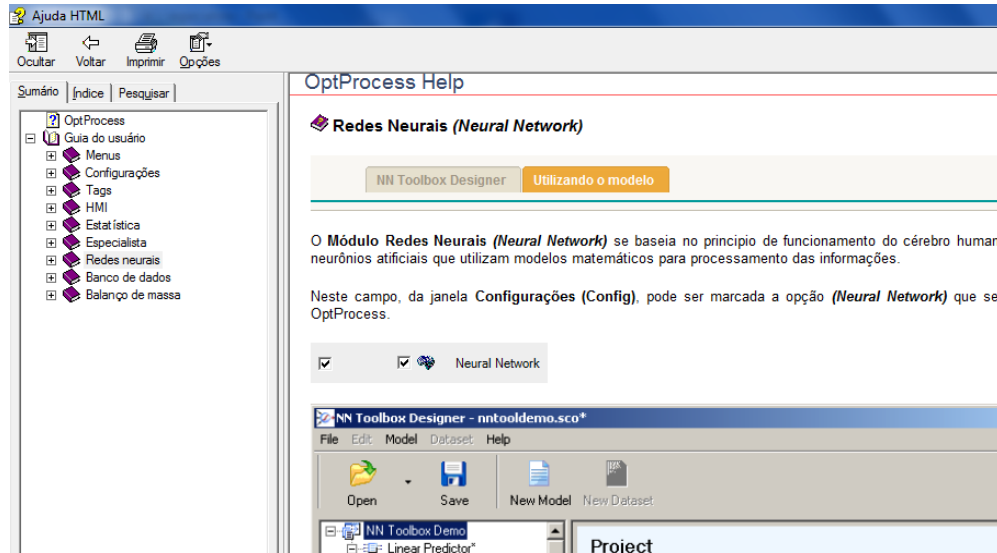 Ajuda HTML
Ocultar Voltar Imprimir Opções
Sumário Índice Pesquisar
OptProcess
Guia do usuário
Menus
Configurações
Tags
HMI
Estatística
Especialista
Redes neurais
Banco de dados
Balanço de massa
OptProcess Help
Redes Neurais (Neural Network)
NN Toolbox Designer Utilizando o modelo
O Módulo Redes Neurais (Neural Network) se baseia no principio de funcionamento do cérebro human
neurônios atificiais que utilizam modelos matemáticos para processamento das informações.
Neste campo, da janela Configurações (Config), pode ser marcada a opção (Neural Network) que se
OptProcess.
Neural Network
NN Toolbox Designer - nntooldemo.sco*
File Edit Model Dataset Help
Open Save New Model New Dataset
NN Toolbox Demo
Linear Predictor*
Project